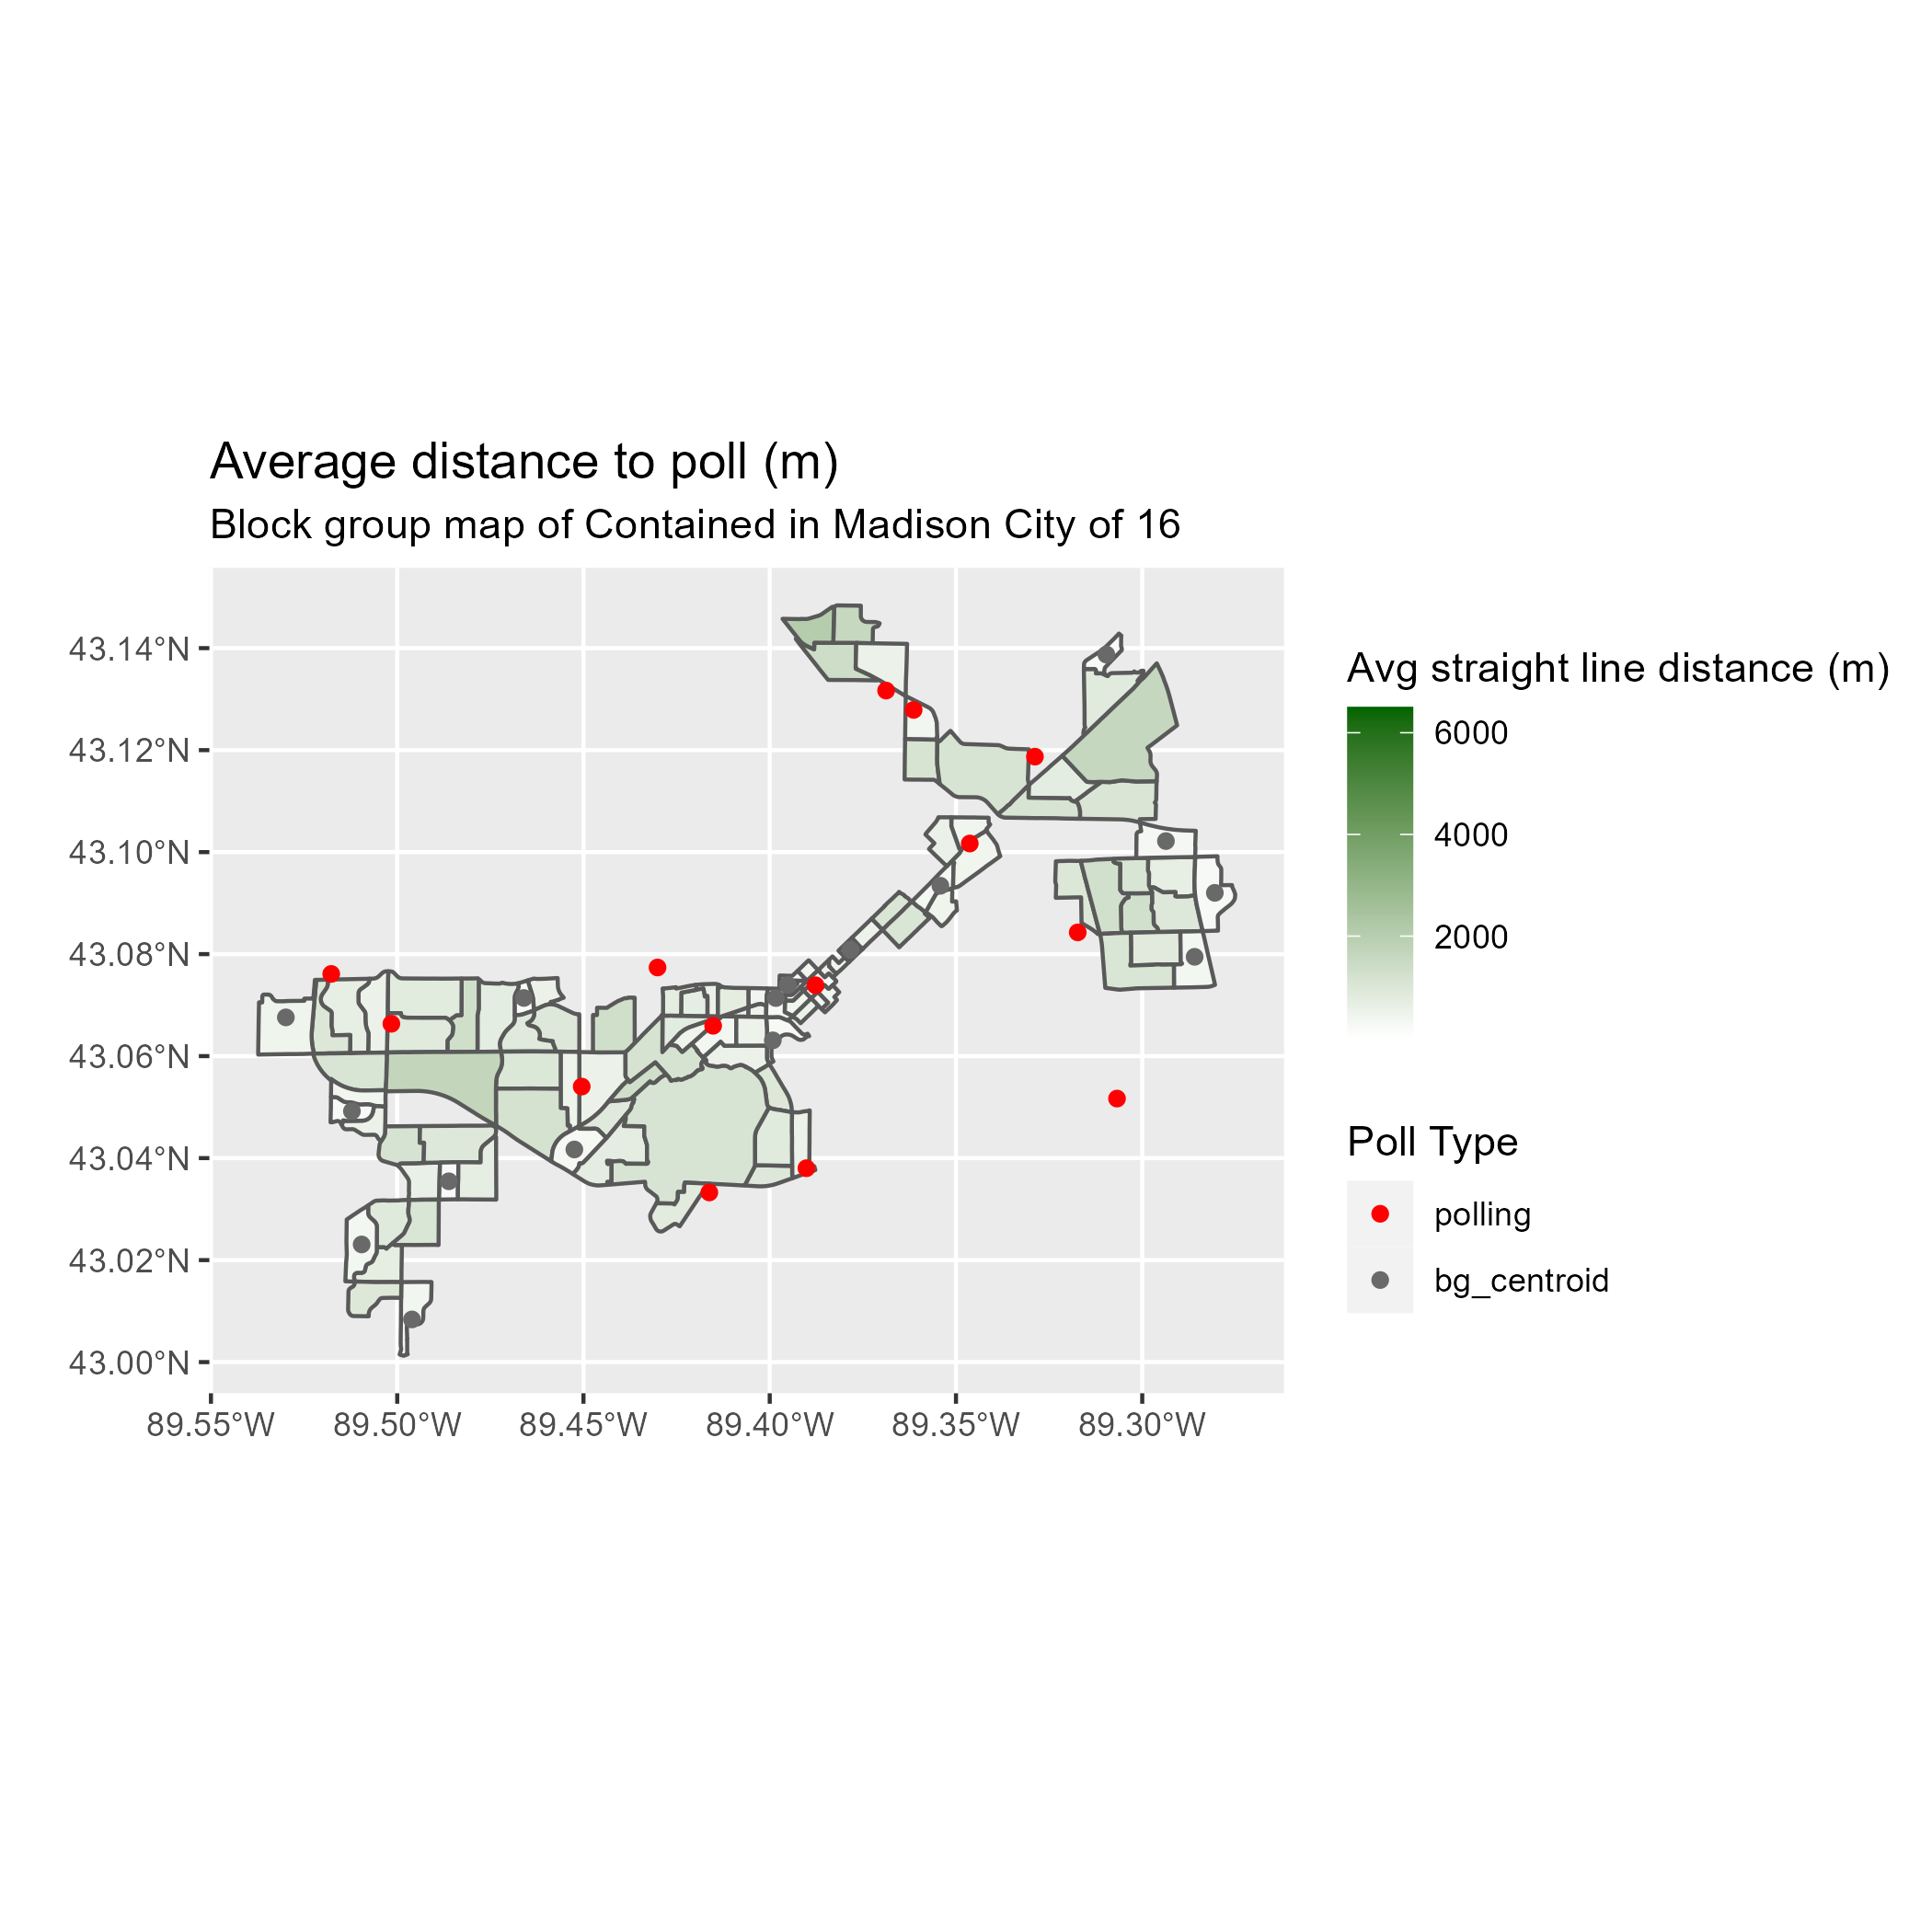 Average distance to poll (m)
Block group map of Contained in Madison City of 16
43.14°N
43.12°N
43.10°N
43.08°N
43.06°N
43.04°N
43.02°N
43.00°N
89.55°W 89.50°W 89.45°W 89.40°W 89.35°W 89.30°W
Avg straight line distance (m)
6000
4000
2000
Poll Type
polling
bg_centroid